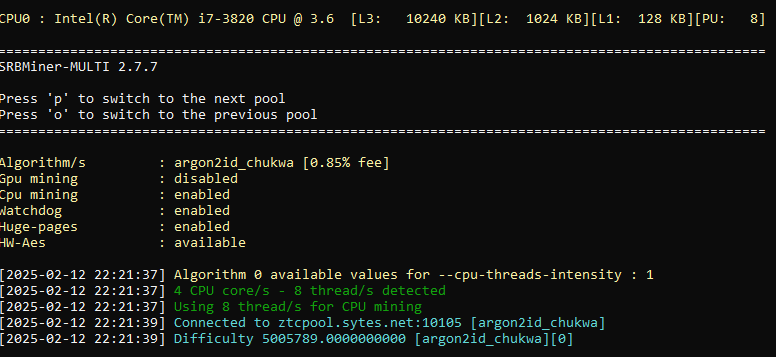 CPU0 : Intel(R) Core(TM) i7-3820 CPU @ 3.6 [L3: 10240 KB][L2: 1024 KB][L1: 128 KB][PU: 8]
================================================================================================
SRBMiner-MULTI 2.7.7
Press 'p' to switch to the next pool
Press 'o' to switch to the previous pool
================================================================================================
Algorithm/s : argon2id_chukwa [0.85% fee]
Gpu mining : disabled
Cpu mining : enabled
Watchdog : enabled
Huge-pages : enabled
HW-Aes : available
[2025-02-12 22:21:37] Algorithm 0 available values for --cpu-threads-intensity : 1
[2025-02-12 22:21:37] 4 CPU core/s - 8 thread/s detected
[2025-02-12 22:21:37] Using 8 thread/s for CPU mining
[2025-02-12 22:21:39] Connected to ztcpool.sytes.net:10105 [argon2id_chukwa]
[2025-02-12 22:21:39] Difficulty 5005789.0000000000 [argon2id_chukwa][0]